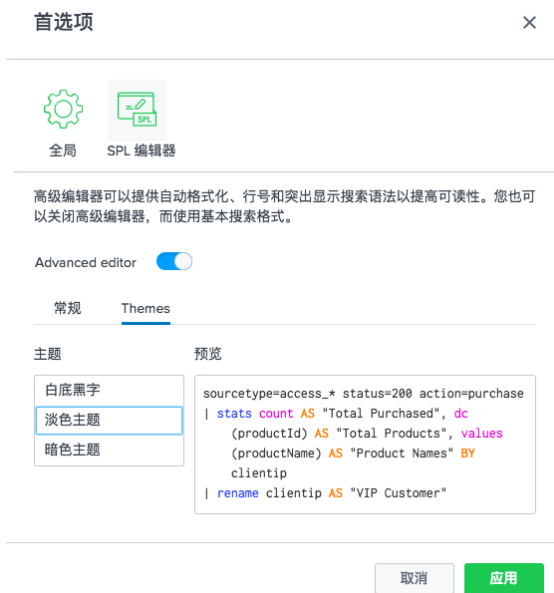 首选项
SPL
全局 SPL 编辑器
高级编辑器可以提供自动格式化、行号和突出显示搜索语法以提高可读性。您也可
以关闭高级编辑器，而使用基本搜索格式。
Advanced editor
常规 Themes
主题 预览
白底黑字
淡色主题
暗色主题
sourcetype=access_* status=200 action=purchase
| stats count AS "Total Purchased", dc
(productId) AS "Total Products", values
(productName) AS "Product Names" BY
clientip
| rename clientip AS "VIP Customer"
取消 应用